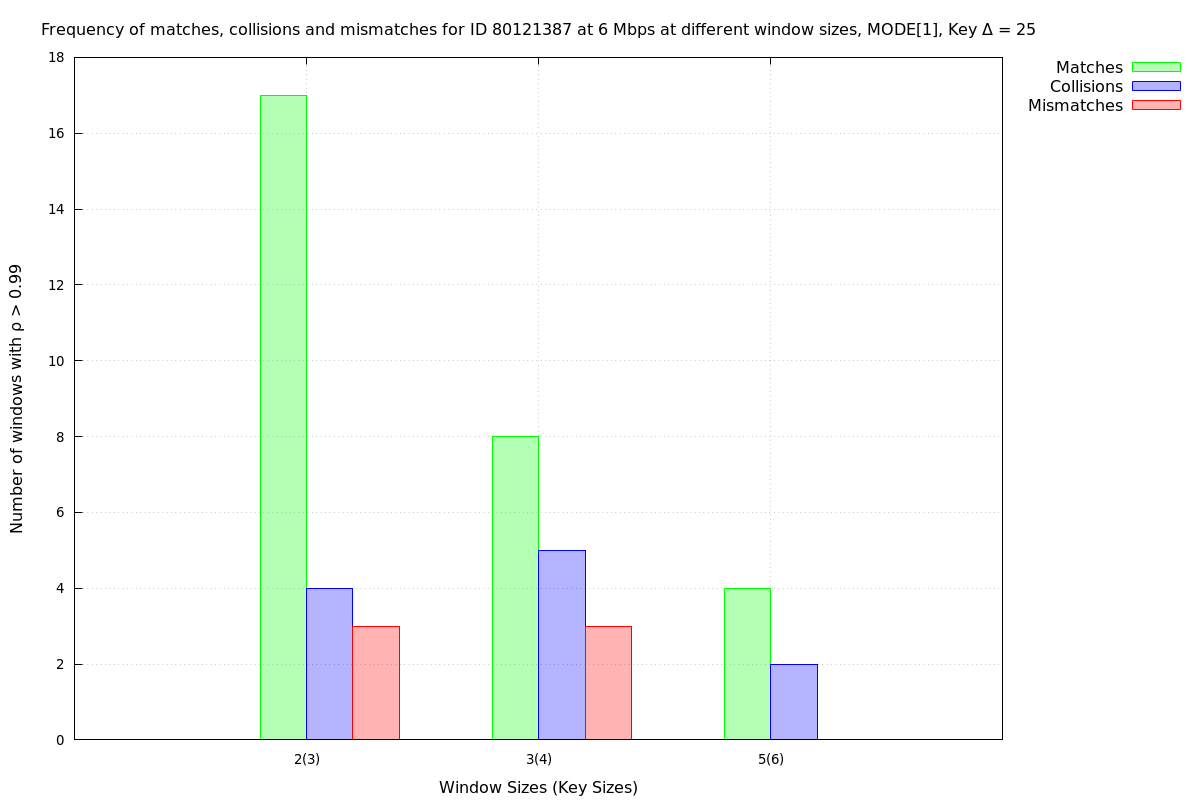 Frequency of matches, collisions and mismatches for ID 80121387 at 6 Mbps at different window sizes, MODE[1], Key Δ = 25
Matches
Collisions
Mismatches
Number of windows with ρ > 0.99
18
16
14
12
10
8
6
4
2
0
2(3)
3(4)
5(6)
Window Sizes (Key Sizes)